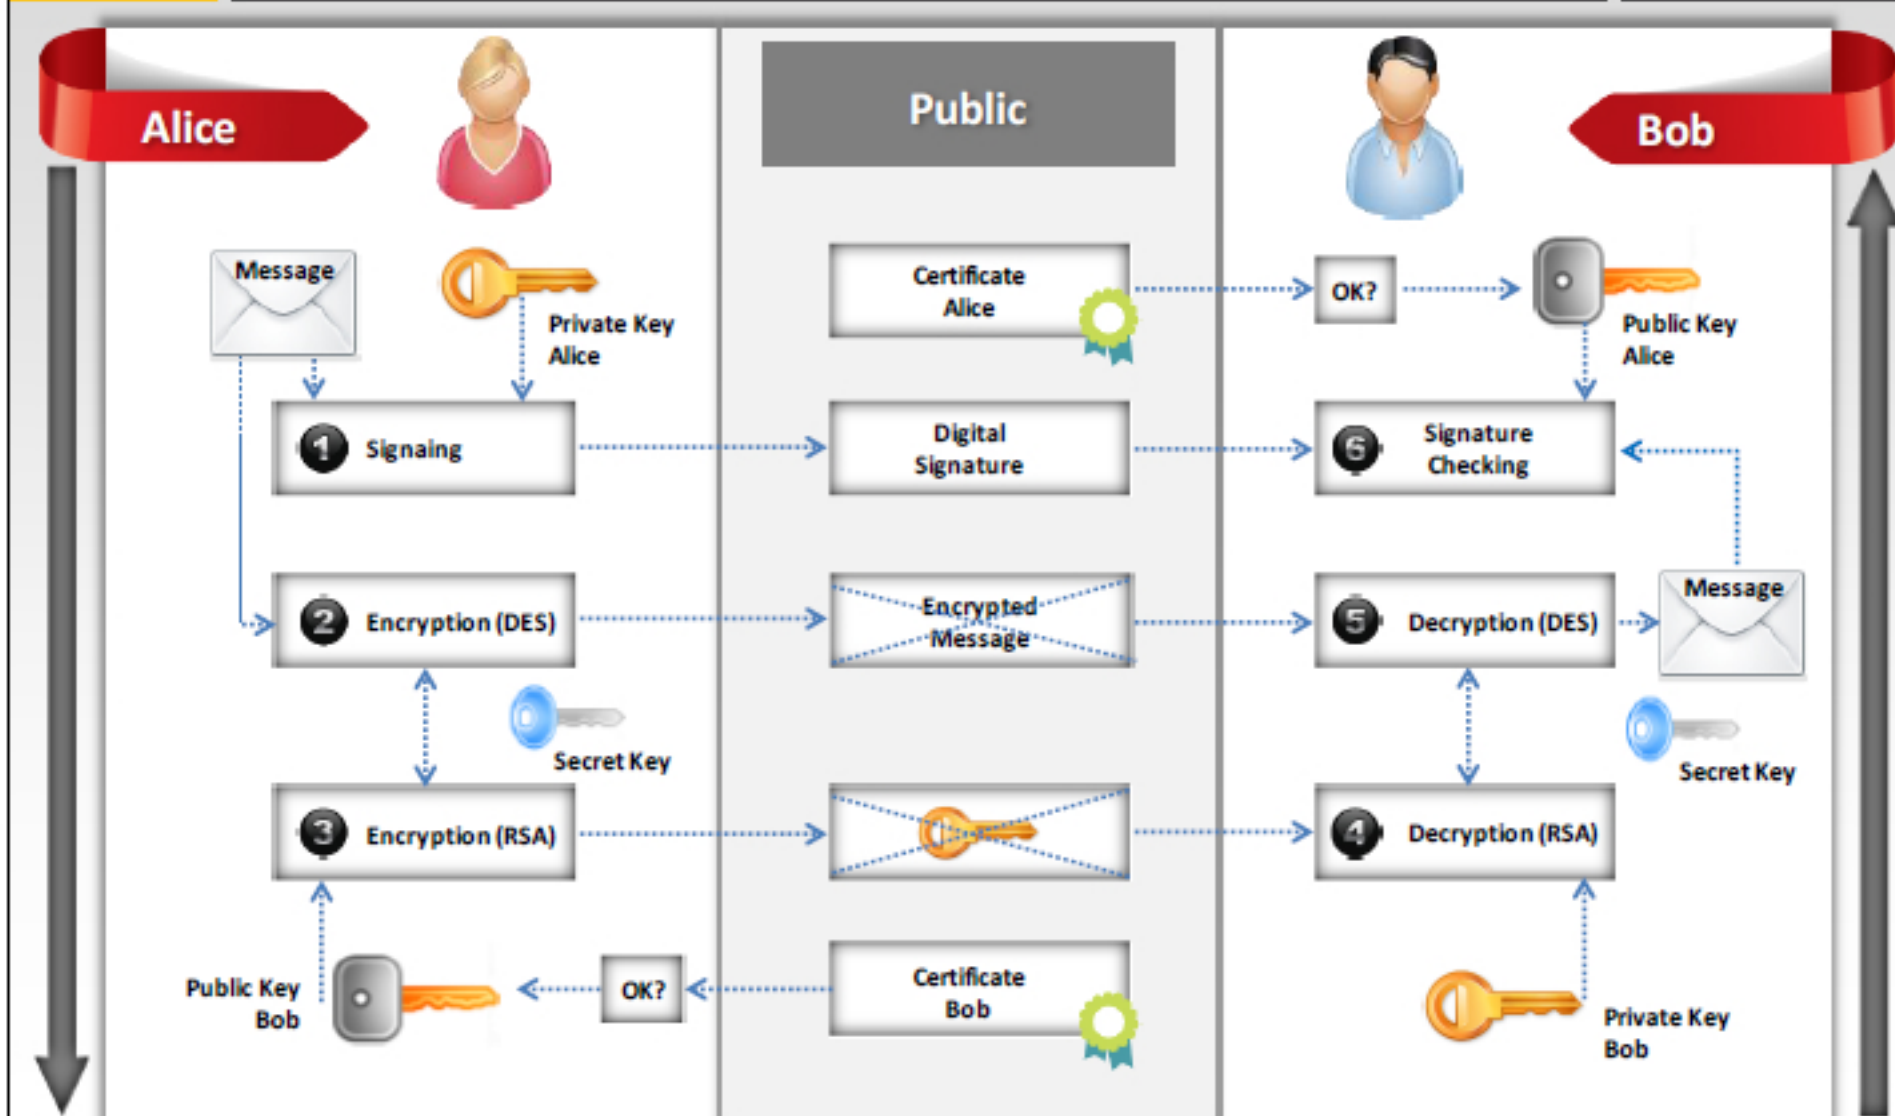 Alice
Public
Bob
Message
Private Key
Alice
Certificate
Alice
OK?
Public Key
Alice
1 Signaing
Digital
Signature
6 Signature
Checking
2 Encryption (DES)
Encrypted
Message
5 Decryption (DES)
Message
Secret Key
Secret Key
3 Encryption (RSA)
4 Decryption (RSA)
Public Key
Bob
OK?
Certificate
Bob
Private Key
Bob